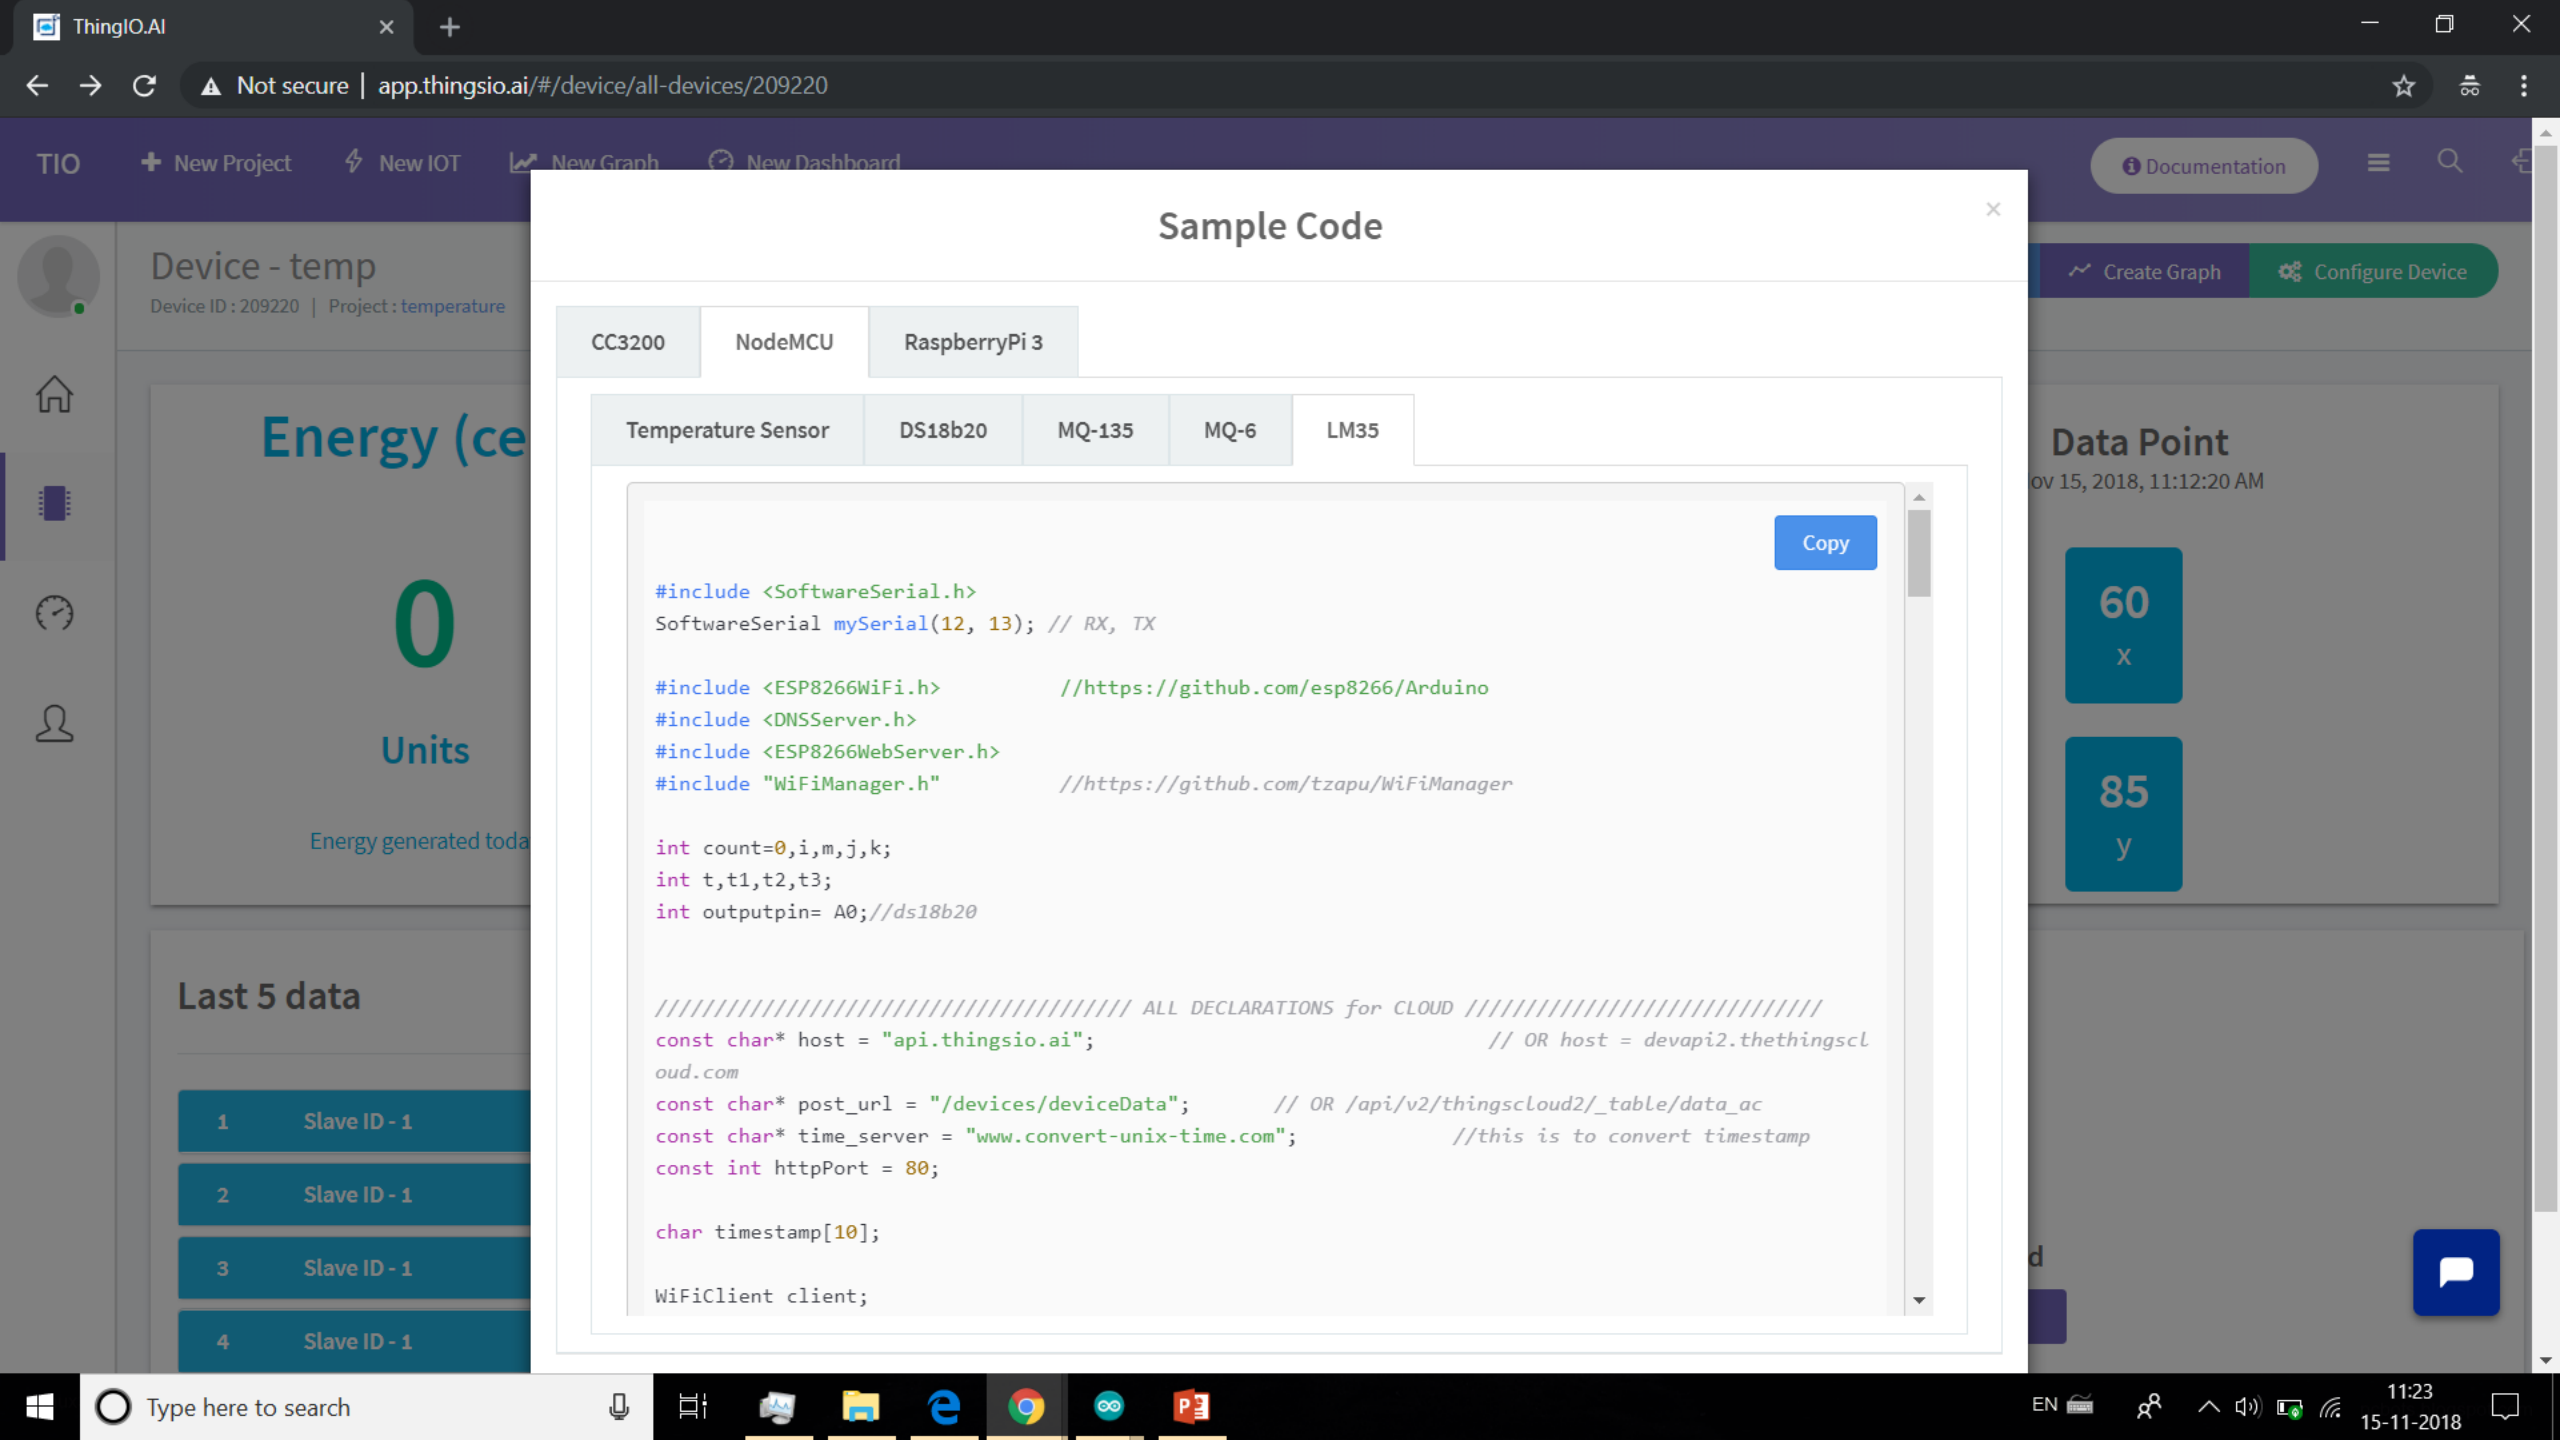 ThingIO.AI
Not secure | app.thingsio.ai/#/device/all-devices/209220
TIO
New Project
New IOT
New Graph
New Dashboard
Documentation
Device - temp
Device ID : 209220 | Project : temperature
Create Graph
Configure Device
Sample Code
×
CC3200
NodeMCU
RaspberryPi 3
Temperature Sensor
DS18b20
MQ-135
MQ-6
LM35
Copy
#include <SoftwareSerial.h>
SoftwareSerial mySerial(12, 13); // RX, TX
#include <ESP8266WiFi.h> //https://github.com/esp8266/Arduino
#include <DNSServer.h>
#include <ESP8266WebServer.h>
#include "WiFiManager.h" //https://github.com/tzapu/WiFiManager
int count=0,i,m,j,k;
int t,t1,t2,t3;
int outputpin= A0;//ds18b20
//////////////////////////////////////// ALL DECLARATIONS for CLOUD //////////////////////////////
const char* host = "api.thingsio.ai"; // OR host = devapi2.thethingscl
oud.com
const char* post_url = "/devices/deviceData"; // OR /api/v2/thingscloud2/_table/data_ac
const char* time_server = "www.convert-unix-time.com"; //this is to convert timestamp
const int httpPort = 80;
char timestamp[10];
WiFiClient client;
Energy (ce
0
Units
Energy generated toda
Last 5 data
1 Slave ID - 1
2 Slave ID - 1
3 Slave ID - 1
4 Slave ID - 1
Data Point
ov 15, 2018, 11:12:20 AM
60
x
85
y
d
Type here to search
EN
11:23
15-11-2018